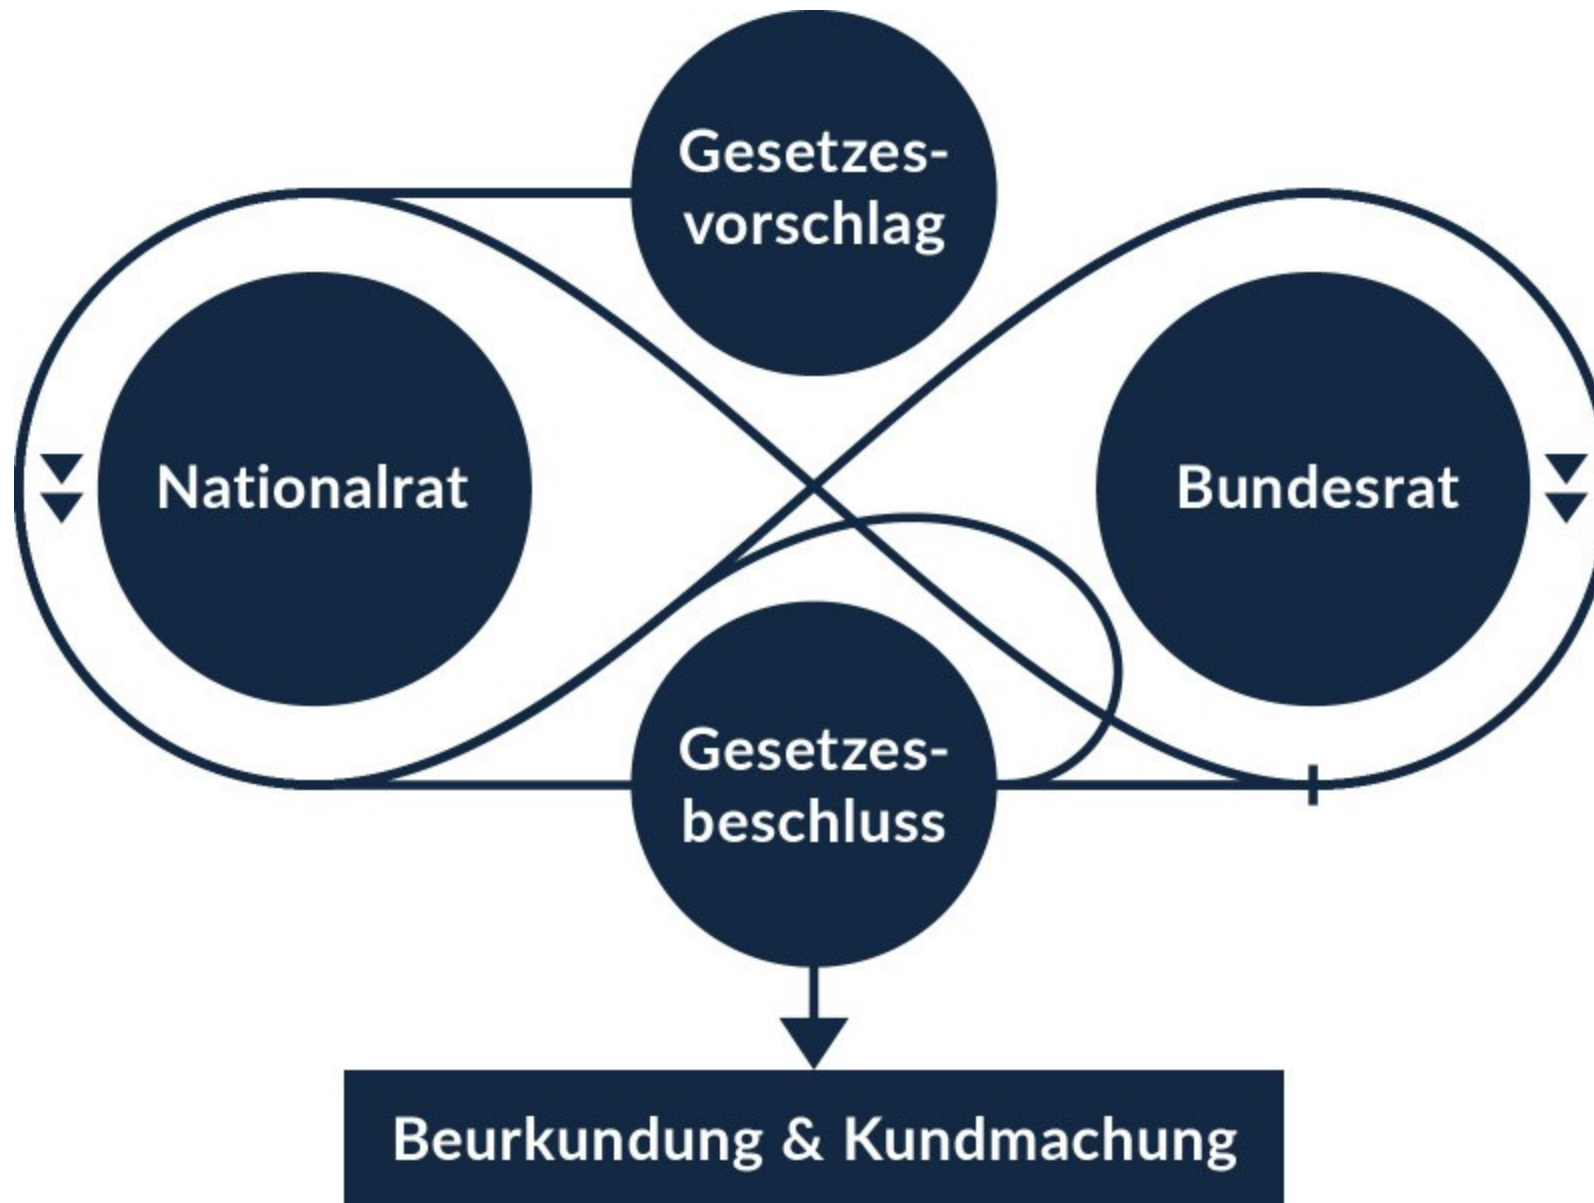 Gesetzes-
vorschlag
Nationalrat
Bundesrat
Gesetzes-
beschluss
Beurkundung & Kundmachung